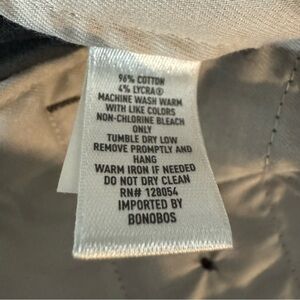 96% COTTON
4% LYCRA®
MACHINE WASH WARM
WITH LIKE COLORS
NON-CHLORINE BLEACH
ONLY
TUMBLE DRY LOW
REMOVE PROMPTLY AND
HANG
WARM IRON IF NEEDED
DO NOT DRY CLEAN
RN# 128054
IMPORTED BY
BONOBOS